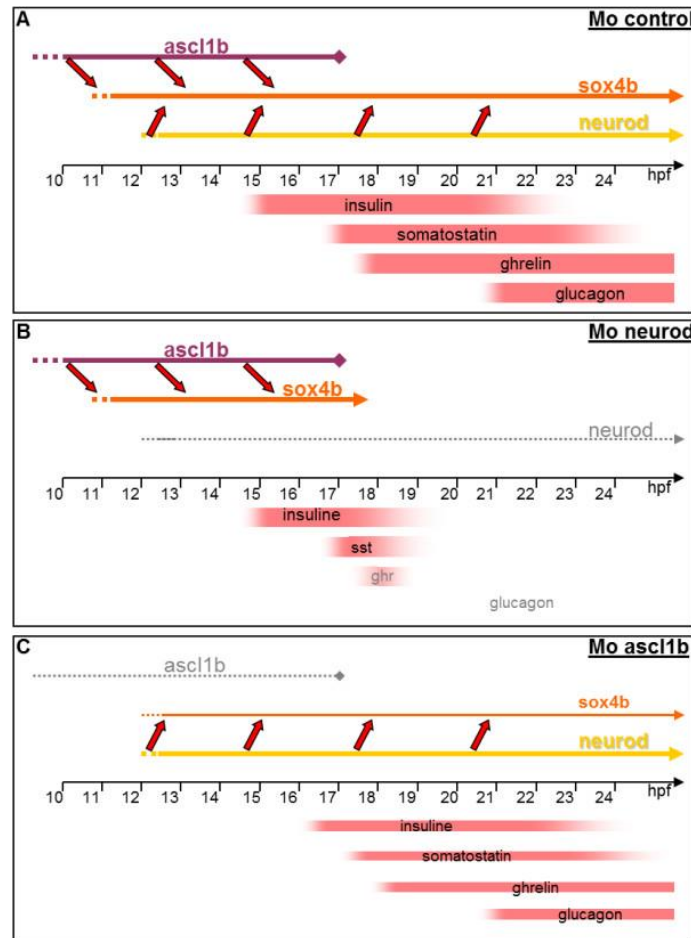 A Mo control
ascl1b
sox4b
neurod
hpf
10 11 12 13 14 15 16 17 18 19 20 21 22 23 24
insulin
somatostatin
ghrelin
glucagon
B Mo neurod
ascl1b
sox4b
neurod
hpf
10 11 12 13 14 15 16 17 18 19 20 21 22 23 24
insuline
sst
ghr
glucagon
C Mo ascl1b
ascl1b
sox4b
neurod
hpf
10 11 12 13 14 15 16 17 18 19 20 21 22 23 24
insuline
somatostatin
ghrelin
glucagon